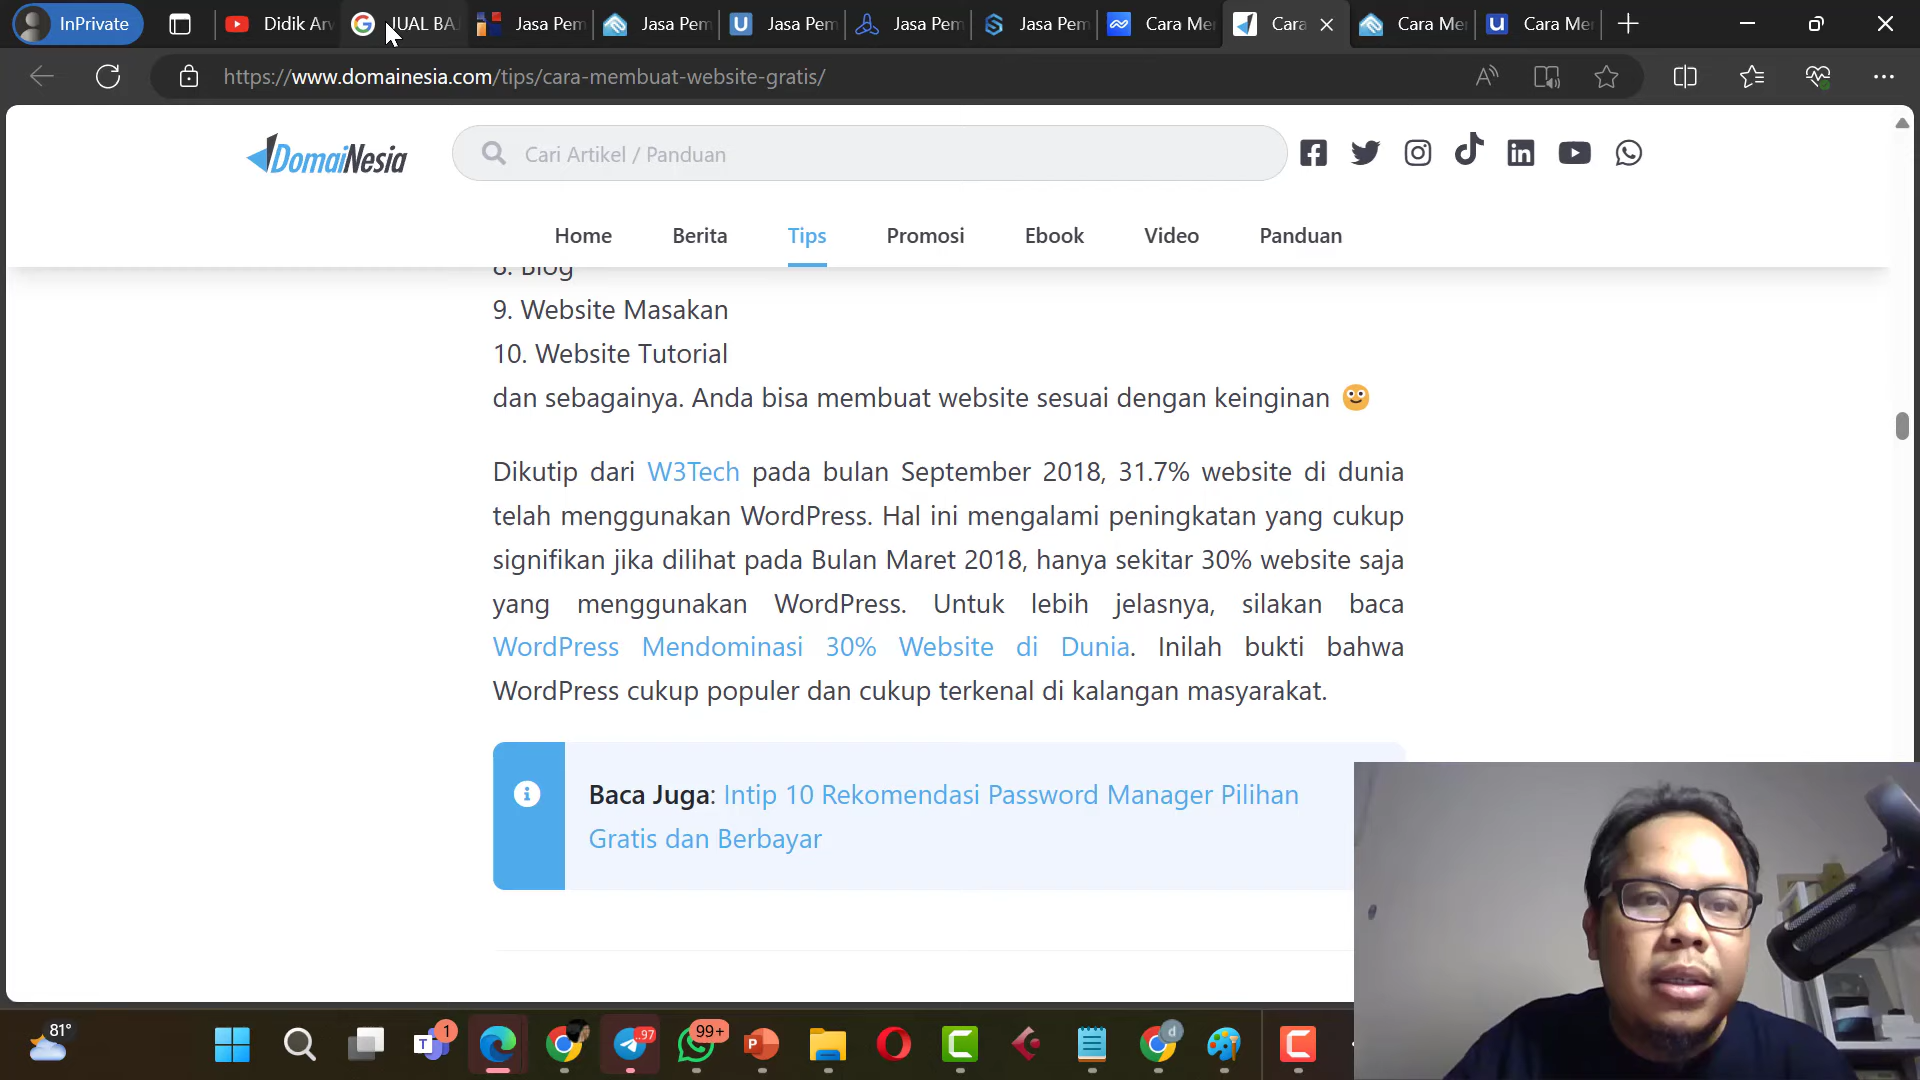 InPrivate
Didik Ar
JUAL BAJ
Jasa Pem
Jasa Pem
Jasa Pem
Jasa Pem
Jasa Pem
Cara Me
Cara
Cara Me
Cara Me
https://www.domainesia.com/tips/cara-membuat-website-gratis/
DomaiNesia
Cari Artikel / Panduan
Home
Berita
Tips
Promosi
Ebook
Video
Panduan
8. Blog
9. Website Masakan
10. Website Tutorial
dan sebagainya. Anda bisa membuat website sesuai dengan keinginan
Dikutip dari W3Tech pada bulan September 2018, 31.7% website di dunia
telah menggunakan WordPress. Hal ini mengalami peningkatan yang cukup
signifikan jika dilihat pada Bulan Maret 2018, hanya sekitar 30% website saja
yang menggunakan WordPress. Untuk lebih jelasnya, silakan baca
WordPress Mendominasi 30% Website di Dunia. Inilah bukti bahwa
WordPress cukup populer dan cukup terkenal di kalangan masyarakat.
Baca Juga: Intip 10 Rekomendasi Password Manager Pilihan
Gratis dan Berbayar
81°
1
..97
99+